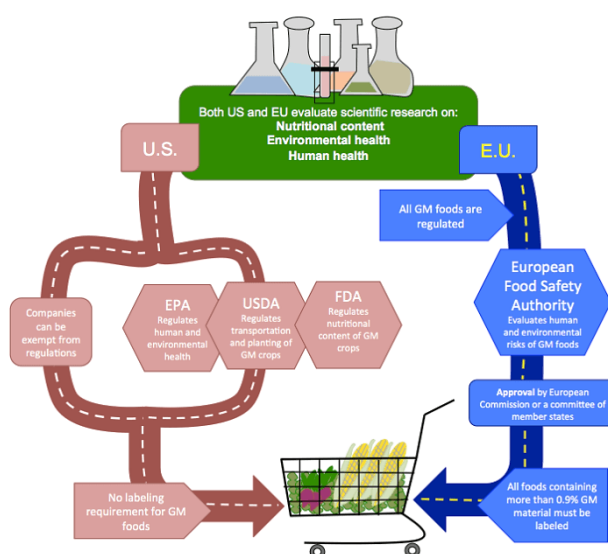 Both US and EU evaluate scientific research on:
Nutritional content
Environmental health
Human health
U.S.
E.U.
All GM foods are
regulated
Companies can
be exempt from
regulations
EPA
Regulates
human and
environmental
health
USDA
Regulates
transportation
and planting of
GM crops
FDA
Regulates
nutritional
content of GM
crops
European
Food Safety
Authority
Evaluates human
and environmental
risks of GM foods
Approval by European
Commission or a committee of
member states
No labeling
requirement for GM
foods
All foods containing
more than 0.9% GM
material must be
labeled